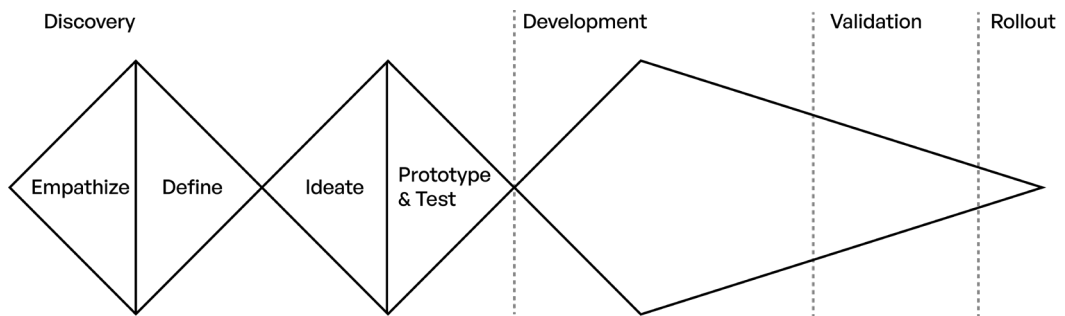 Discovery
Development
Validation
Rollout
Empathize
Define
Ideate
Prototype
& Test